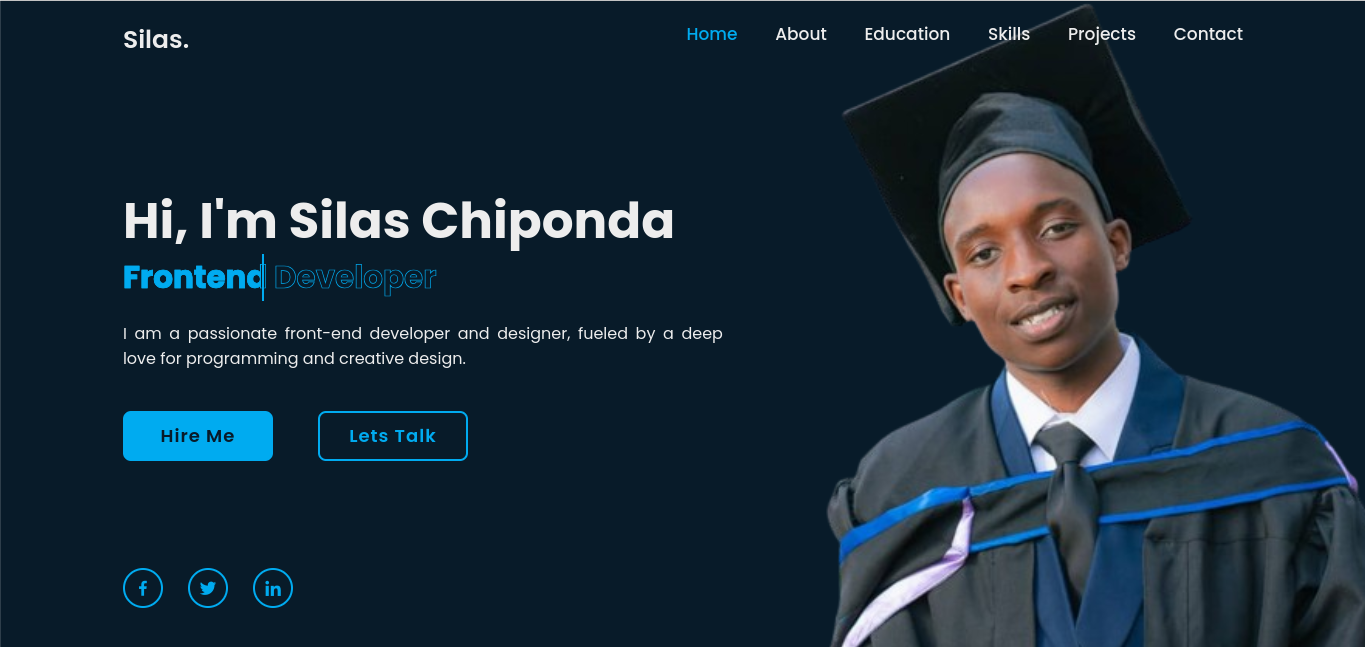 Silas.
Home About Education Skills Projects Contact
Hi, I'm Silas Chiponda
Frontend Developer
I am a passionate front-end developer and designer, fueled by a deep
love for programming and creative design.
Hire Me
Lets Talk